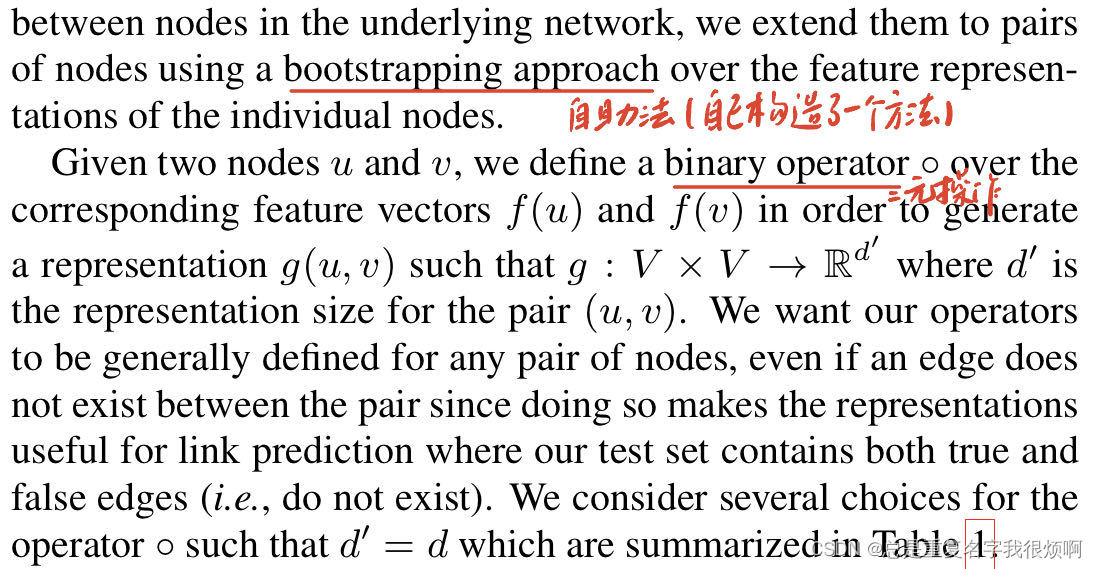 between nodes in the underlying network, we extend them to pairs
of nodes using a bootstrapping approach over the feature represen-
tations of the individual nodes.
自助法(自己构造了一个方法)
Given two nodes u and v, we define a binary operator ∘ over the
二元操作
corresponding feature vectors f(u) and f(v) in order to generate
a representation g(u, v) such that g : V × V → ℝ^{d′} where d′ is
the representation size for the pair (u, v). We want our operators
to be generally defined for any pair of nodes, even if an edge does
not exist between the pair since doing so makes the representations
useful for link prediction where our test set contains both true and
false edges (i.e., do not exist). We consider several choices for the
operator ∘ such that d′ = d which are summarized in Table 1.
CSDN @总是重复名字我很烦啊